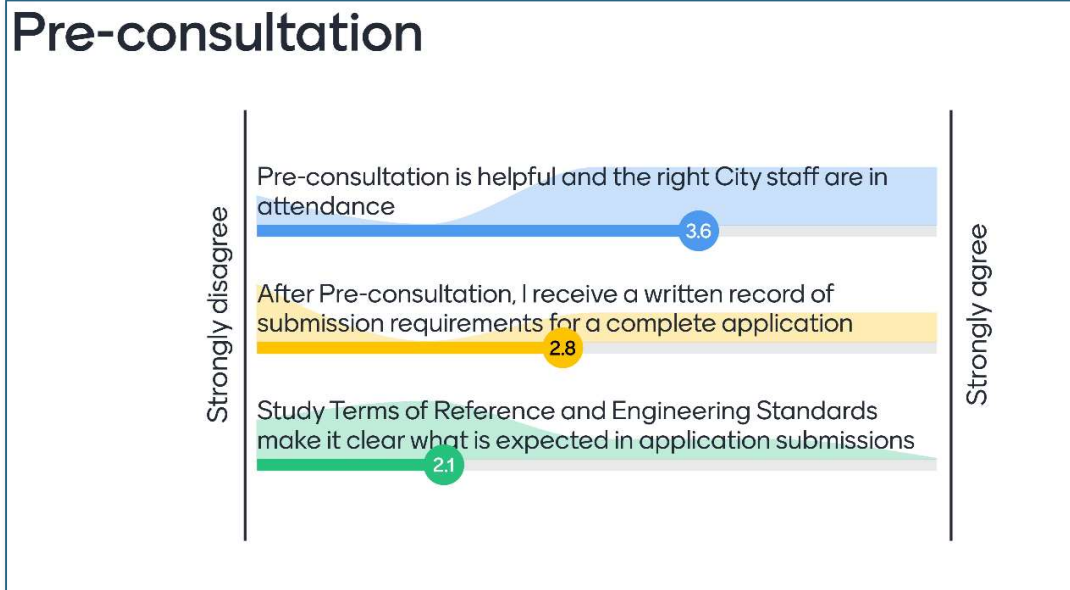 Pre-consultation
Strongly disagree
Pre-consultation is helpful and the right City staff are in
attendance
3.6
After Pre-consultation, I receive a written record of
submission requirements for a complete application
2.8
Study Terms of Reference and Engineering Standards
make it clear what is expected in application submissions
2.1
Strongly agree